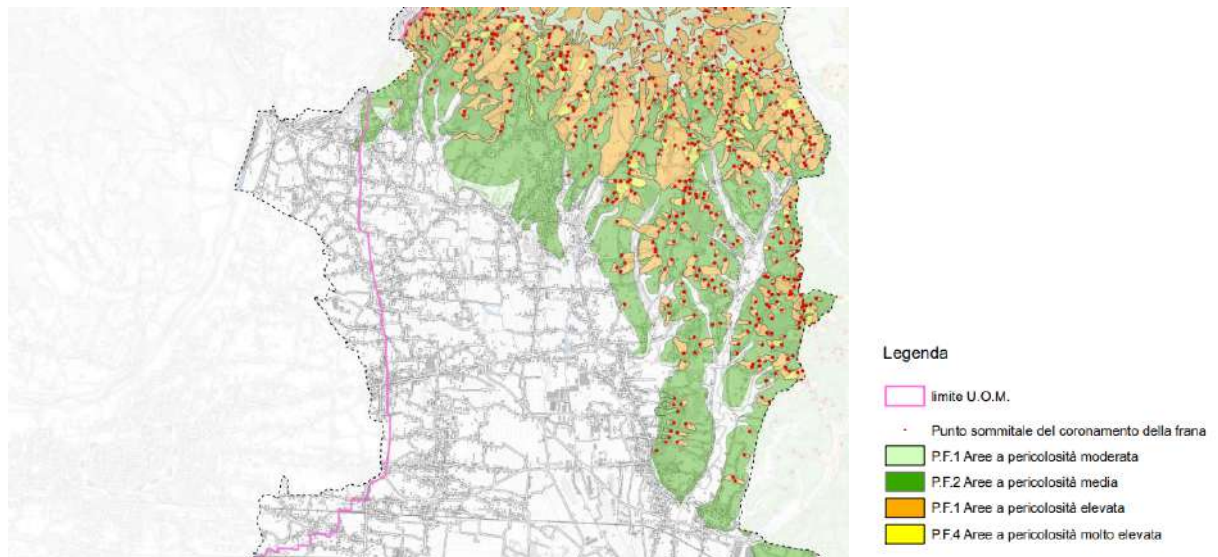 Legenda
limite U.O.M.
Punto sommitale del coronamento della frana
P.F.1 Aree a pericolosità moderata
P.F.2 Aree a pericolosità media
P.F.1 Aree a pericolosità elevata
P.F.4 Aree a pericolosità molto elevata